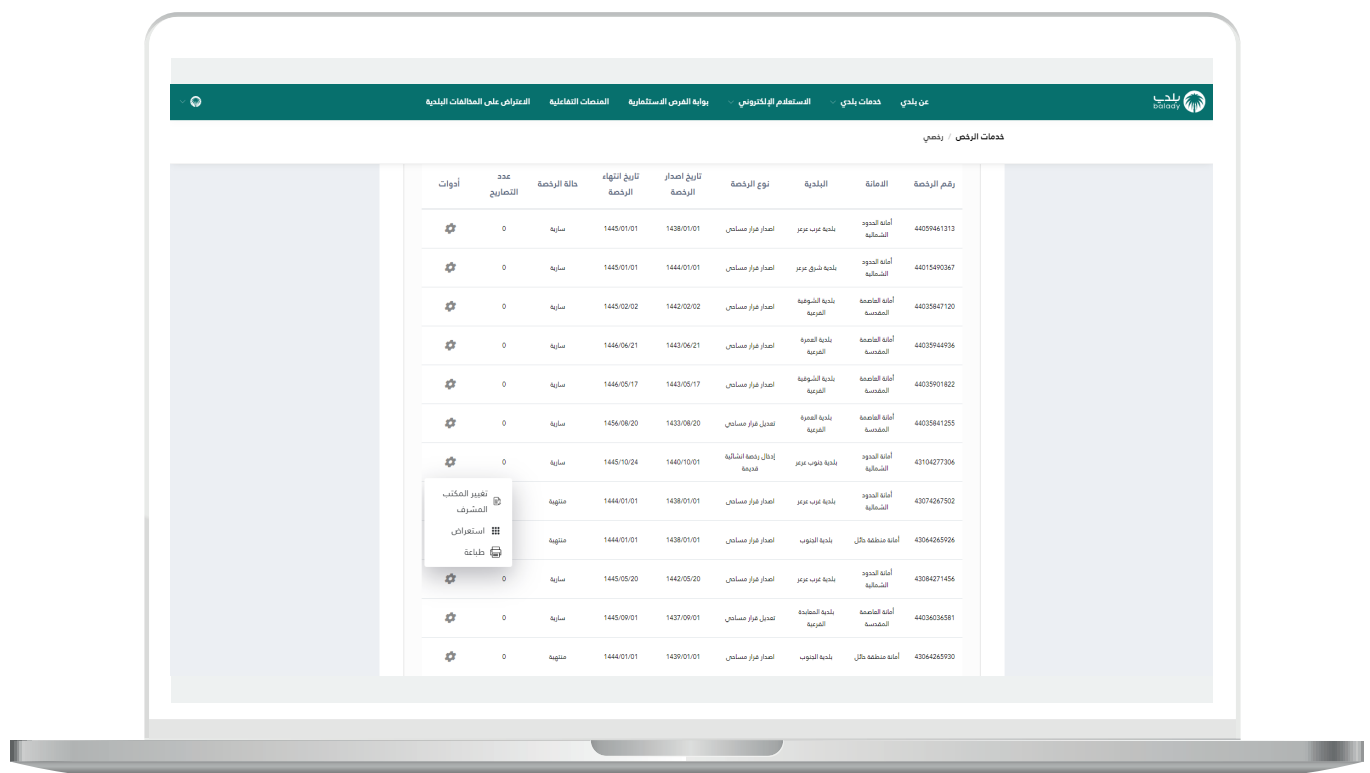 بلدي
balady
عن بلدي
خدمات بلدي
الاستعلام الإلكتروني
بوابة الفرص الاستثمارية
المنصات التفاعلية
الاعتراض على المخالفات البلدية
خدمات الرخص / رخصي
رقم الرخصة
الامانة
البلدية
نوع الرخصة
تاريخ اصدار
الرخصة
تاريخ انتهاء
الرخصة
حالة الرخصة
عدد
التصاريح
أدوات
44059461313
أمانة الحدود
الشمالية
بلدية غرب عرعر
اصدار قرار مساحي
1438/01/01
1445/01/01
سارية
0
44015490367
أمانة الحدود
الشمالية
بلدية شرق عرعر
اصدار قرار مساحي
1444/01/01
1445/01/01
سارية
0
44035847120
أمانة العاصمة
المقدسة
بلدية الشوقية
الفرعية
اصدار قرار مساحي
1442/02/02
1445/02/02
سارية
0
44035944936
أمانة العاصمة
المقدسة
بلدية العمرة
الفرعية
اصدار قرار مساحي
1443/06/21
1446/06/21
سارية
0
44035901822
أمانة العاصمة
المقدسة
بلدية الشوقية
الفرعية
اصدار قرار مساحي
1443/05/17
1446/05/17
سارية
0
44035841255
أمانة العاصمة
المقدسة
بلدية العمرة
الفرعية
تعديل قرار مساحي
1433/08/20
1456/08/20
سارية
0
43104277306
أمانة الحدود
الشمالية
بلدية جنوب عرعر
إدخال رخصة انشائية
قديمة
1440/10/01
1445/10/24
سارية
0
43074267502
أمانة الحدود
الشمالية
بلدية غرب عرعر
اصدار قرار مساحي
1438/01/01
1444/01/01
منتهية
تغيير المكتب
المشرف
استعراض
طباعة
43064265926
أمانة منطقة حائل
بلدية الجنوب
اصدار قرار مساحي
1438/01/01
1444/01/01
منتهية
43084271456
أمانة الحدود
الشمالية
بلدية غرب عرعر
اصدار قرار مساحي
1442/05/20
1445/05/20
سارية
0
44036036581
أمانة العاصمة
المقدسة
بلدية المعابدة
الفرعية
تعديل قرار مساحي
1437/09/01
1445/09/01
سارية
0
43064265930
أمانة منطقة حائل
بلدية الجنوب
اصدار قرار مساحي
1439/01/01
1444/01/01
منتهية
0